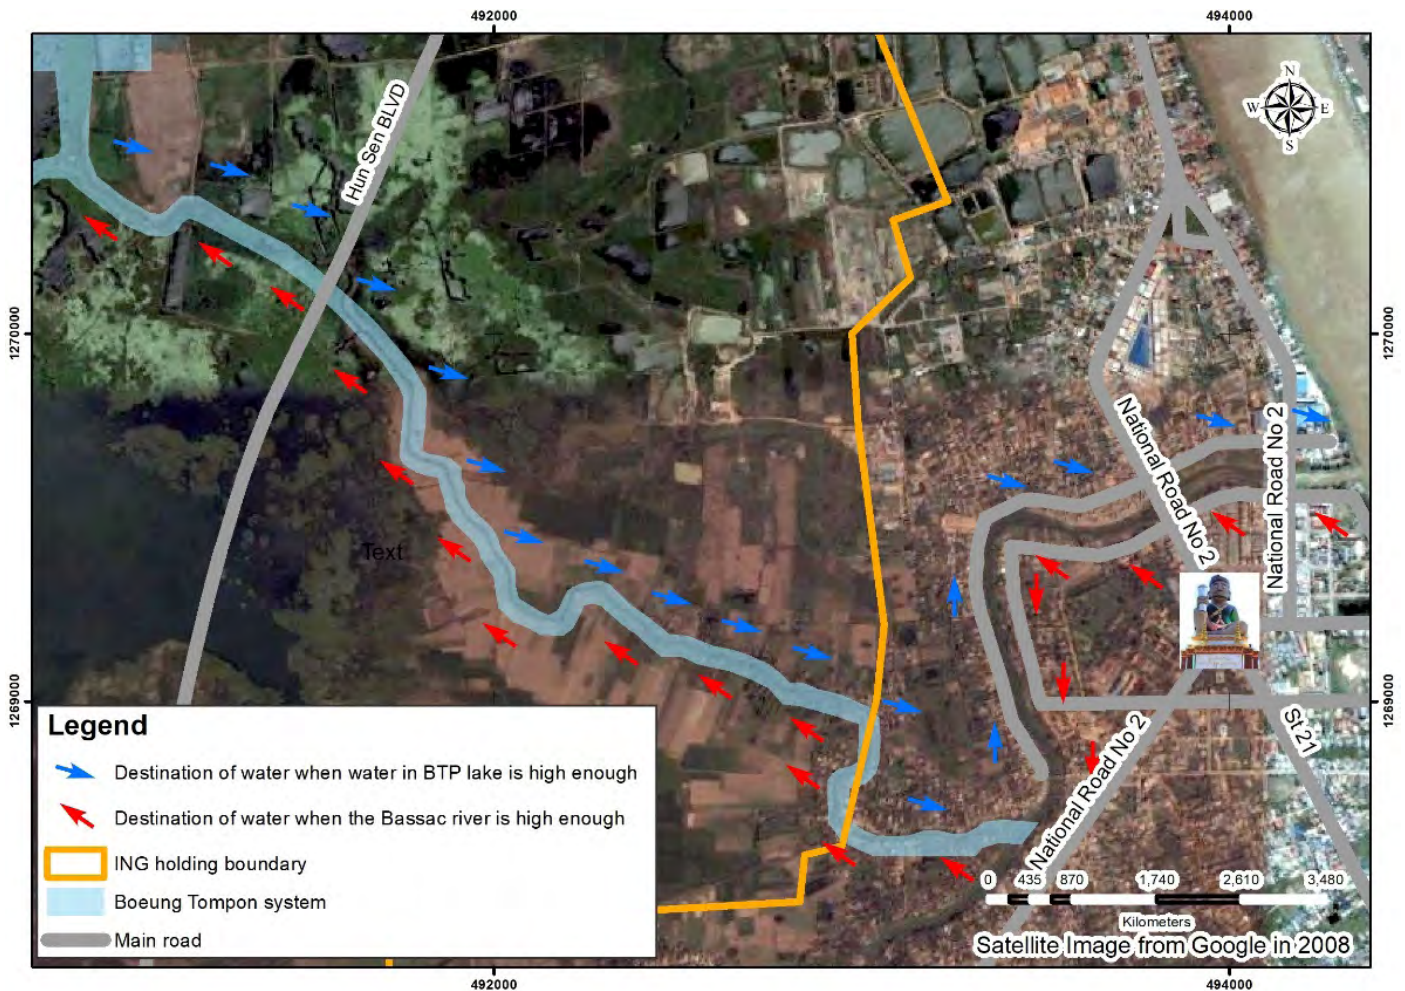 492000
494000
N
W E
S
Hun Sen BLVD
1270000
1270000
National Road No 2
National Road No 2
Text
1269000
1269000
St 21
National Road No 2
Legend
Destination of water when water in BTP lake is high enough
Destination of water when the Bassac river is high enough
ING holding boundary
Boeung Tompon system
Main road
0 435 870 1,740 2,610 3,480
Kilometers
Satellite Image from Google in 2008
492000
494000